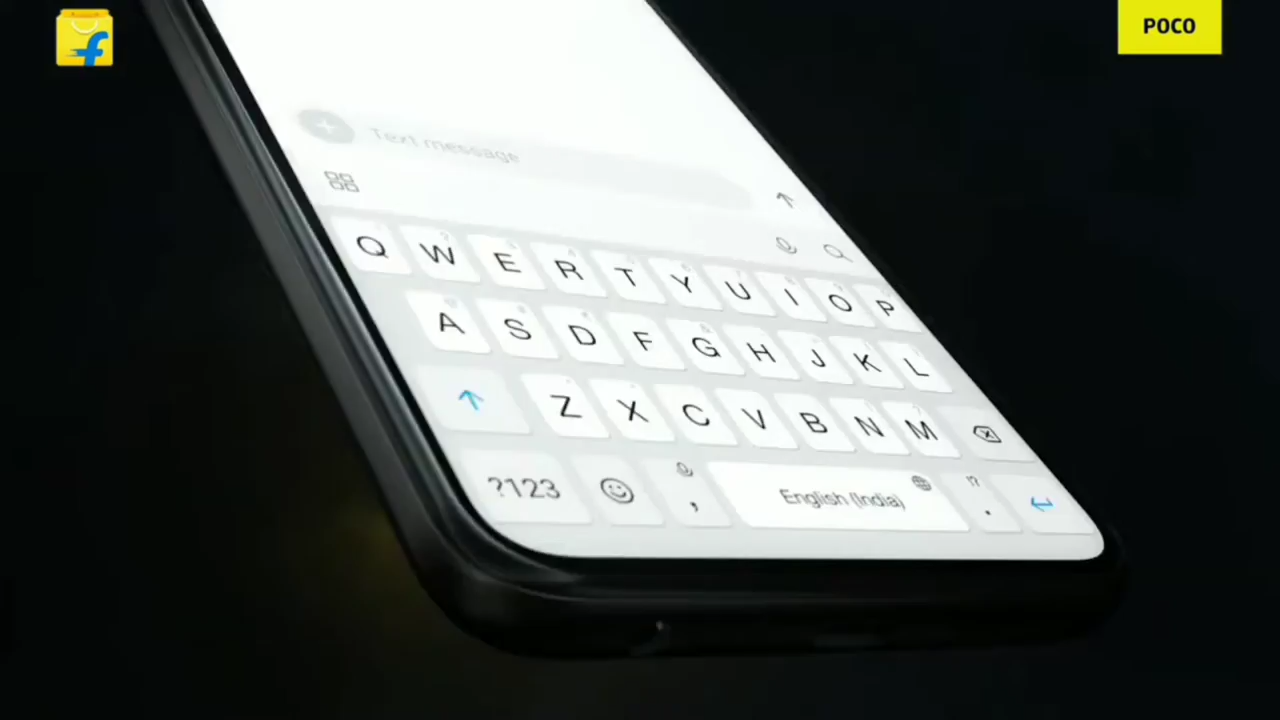 POCO
Text message
Q W E R T Y U I O P
A S D F G H J K L
Z X C V B N M
?123 , English (India) .
!?